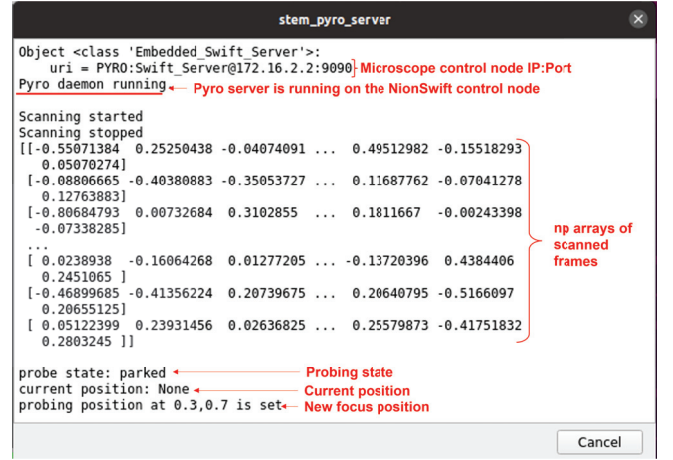 stem_pyro_server
Object <class 'Embedded_Swift_Server'>:
uri = PYRO:Swift_Server@172.16.2.2:9090 Microscope control node IP:Port
Pyro daemon running Pyro server is running on the NionSwift control node
Scanning started
Scanning stopped
[[-0.55071384 0.25250438 -0.04074091 ... 0.49512982 -0.15518293
0.05070274]
[-0.08806665 -0.40380883 -0.35053727 ... 0.11687762 -0.07041278
0.12763883]
[-0.80684793 0.00732684 0.3102855 ... 0.1811667 -0.00243398
-0.07338285]
...
[ 0.0238938 -0.16064268 0.01277205 ... -0.13720396 0.4384406
0.2451065 ]
[-0.46899685 -0.41356224 0.20739675 ... 0.20640795 -0.5166097
0.20655125]
[ 0.05122399 0.23931456 0.02636825 ... 0.25579873 -0.41751832
0.2803245 ]]
np arrays of
scanned
frames
probe state: parked Probing state
current position: None Current position
probing position at 0.3,0.7 is set New focus position
Cancel